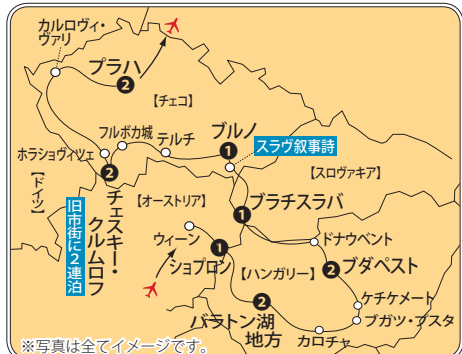 カルロヴィ・
ヴァリ
プラハ
2
【チェコ】
フルボカ城
テルチ
ブルノ
1
スラヴ叙事詩
ホラショヴィツェ
2
【スロヴァキア】
【ドイツ】
旧市街に2連泊
チェスキー・
クルムロフ
【オーストリア】
1
ブラチスラバ
ウィーン
ドナウベント
1
ショプロン
【ハンガリー】
2
ブダペスト
2
バラトン湖
地方
ケチケメート
プガツ・プスタ
カロチャ
※写真は全てイメージです。